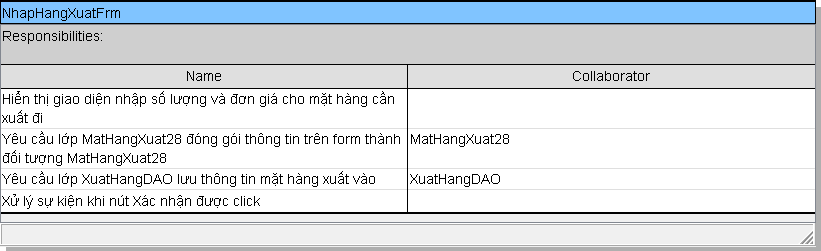 NhapHangXuatFrm
Responsibilities:
Name Collaborator
Hiển thị giao diện nhập số lượng và đơn giá cho mặt hàng cần
xuất đi
Yêu cầu lớp MatHangXuat28 đóng gói thông tin trên form thành MatHangXuat28
đối tượng MatHangXuat28
Yêu cầu lớp XuatHangDAO lưu thông tin mặt hàng xuất vào XuatHangDAO
Xử lý sự kiện khi nút Xác nhận được click